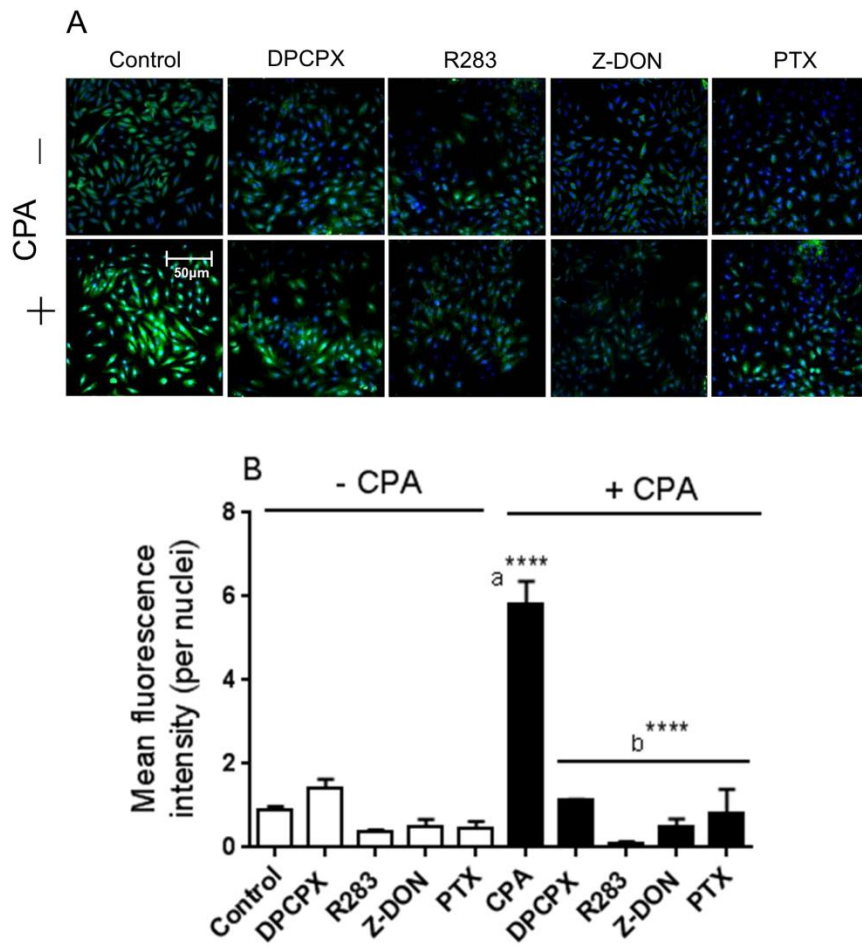 A
Control DPCPX R283 Z-DON PTX
CPA − +
50µm
B
- CPA + CPA
Mean fluorescence
intensity (per nuclei)
8
6
4
2
0
a ****
b ****
Control DPCPX R283 Z-DON PTX CPA DPCPX R283 Z-DON PTX